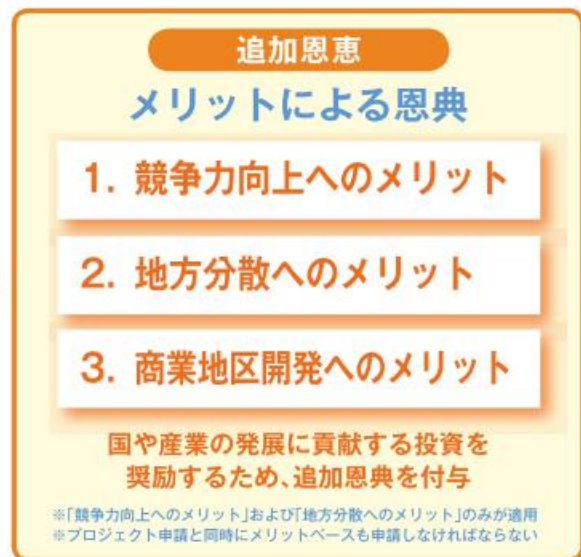 追加恩恵
メリットによる恩典
1. 競争力向上へのメリット
2. 地方分散へのメリット
3. 商業地区開発へのメリット
国や産業の発展に貢献する投資を
奨励するため、追加恩典を付与
※「競争力向上へのメリット」および「地方分散へのメリット」のみが適用
※プロジェクト申請と同時にメリットベースも申請しなければならない